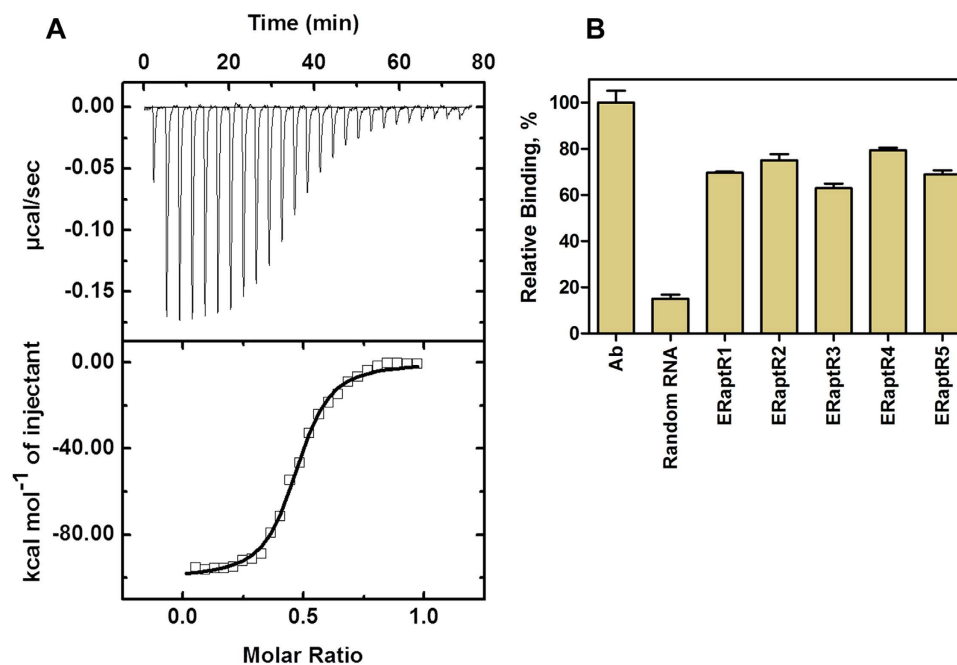 A
Time (min)
0 20 40 60 80
0.00
-0.05
-0.10
-0.15
µcal/sec
0.00
-40.00
-80.00
kcal mol⁻¹ of injectant
0.0 0.5 1.0
Molar Ratio
B
100
80
60
40
20
0
Relative Binding, %
Ab
Random RNA
ERaptR1
ERaptR2
ERaptR3
ERaptR4
ERaptR5